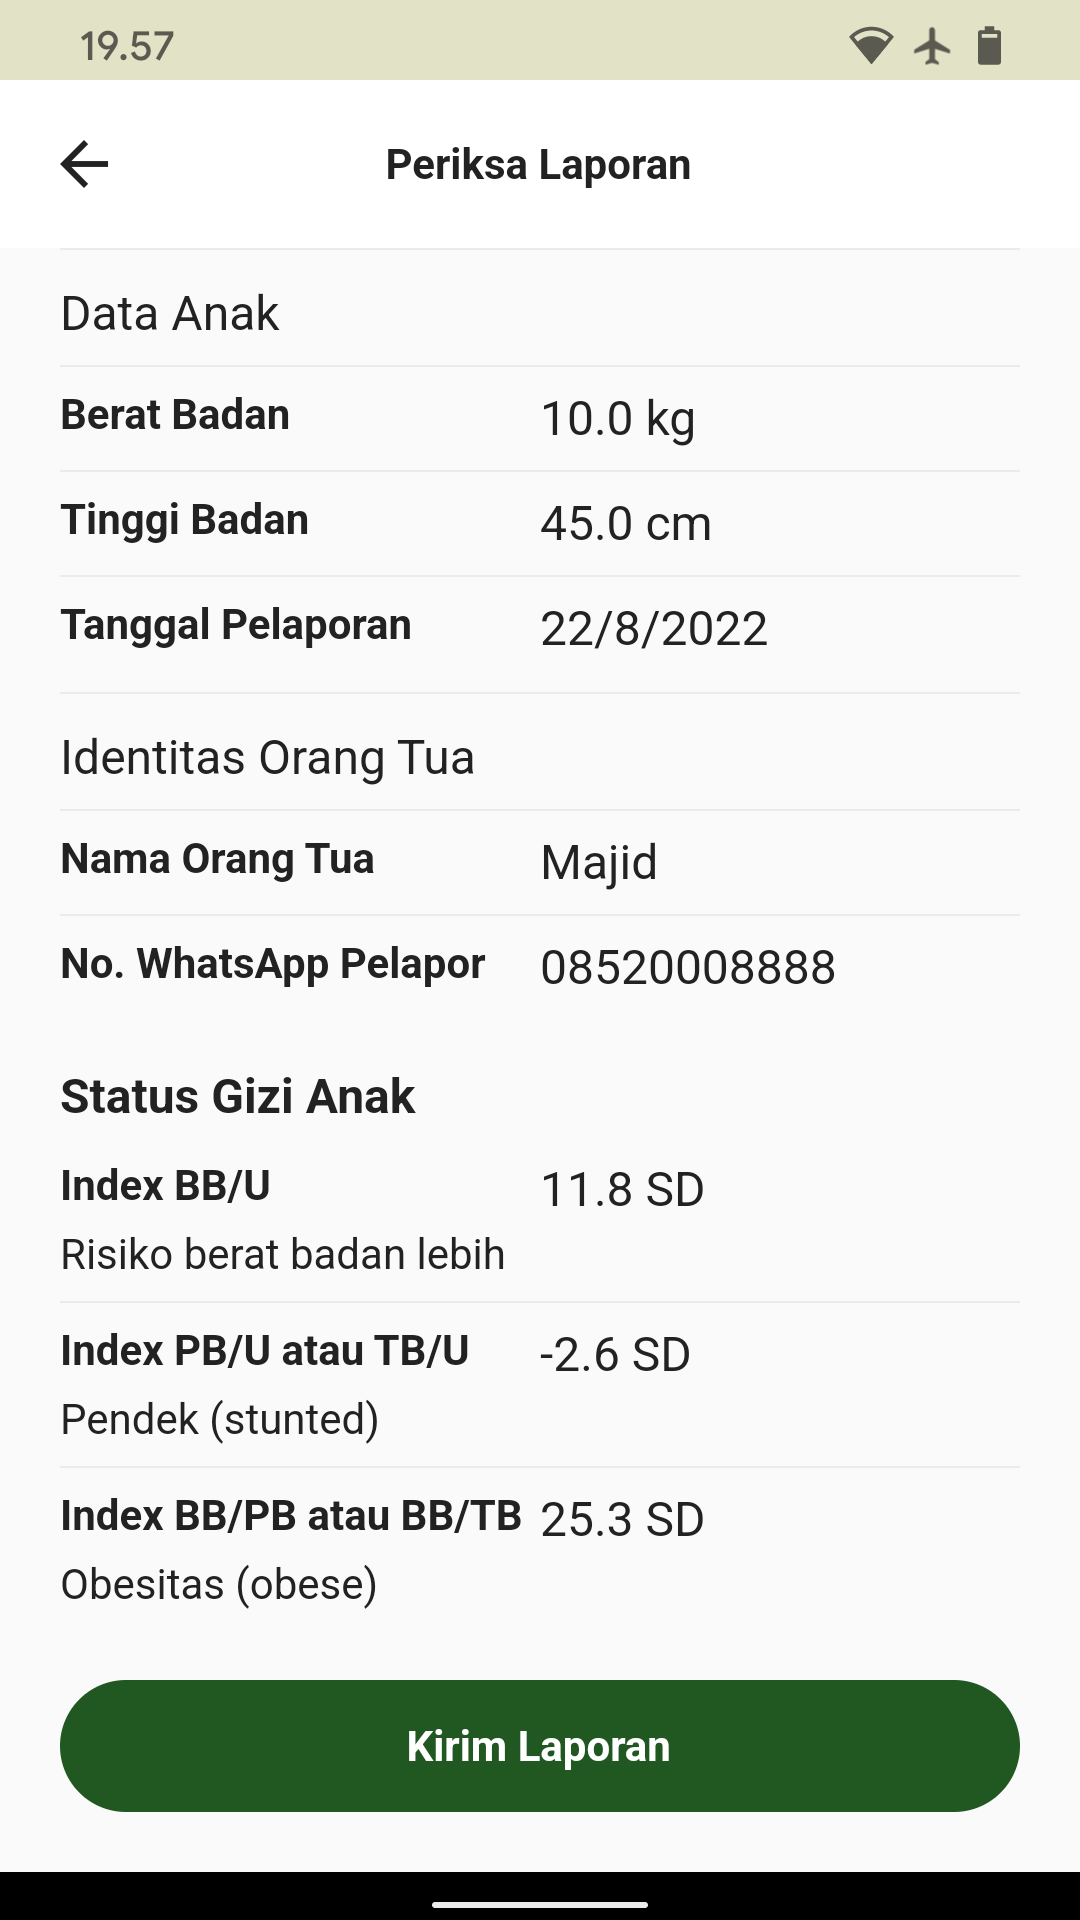 19.57
Periksa Laporan
Data Anak
Berat Badan 10.0 kg
Tinggi Badan 45.0 cm
Tanggal Pelaporan 22/8/2022
Identitas Orang Tua
Nama Orang Tua Majid
No. WhatsApp Pelapor 08520008888
Status Gizi Anak
Index BB/U 11.8 SD
Risiko berat badan lebih
Index PB/U atau TB/U -2.6 SD
Pendek (stunted)
Index BB/PB atau BB/TB 25.3 SD
Obesitas (obese)
Kirim Laporan